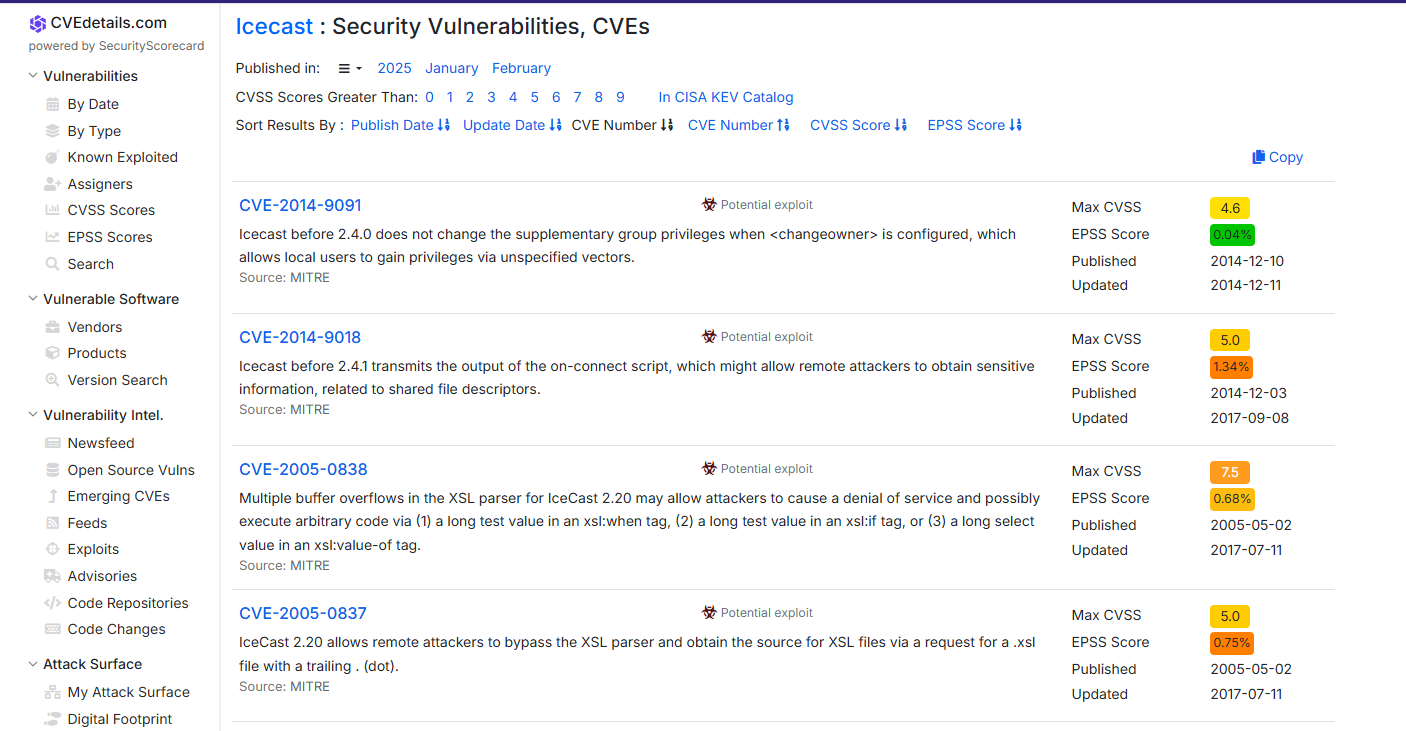 CVEdetails.com
powered by SecurityScorecard
Vulnerabilities
By Date
By Type
Known Exploited
Assigners
CVSS Scores
EPSS Scores
Search
Vulnerable Software
Vendors
Products
Version Search
Vulnerability Intel.
Newsfeed
Open Source Vulns
Emerging CVEs
Feeds
Exploits
Advisories
Code Repositories
Code Changes
Attack Surface
My Attack Surface
Digital Footprint
Icecast : Security Vulnerabilities, CVEs
Published in: 2025 January February
CVSS Scores Greater Than: 0 1 2 3 4 5 6 7 8 9 In CISA KEV Catalog
Sort Results By : Publish Date Update Date CVE Number CVE Number CVSS Score EPSS Score
Copy
CVE-2014-9091 Potential exploit
Icecast before 2.4.0 does not change the supplementary group privileges when <changeowner> is configured, which
allows local users to gain privileges via unspecified vectors.
Source: MITRE
Max CVSS 4.6
EPSS Score 0.04%
Published 2014-12-10
Updated 2014-12-11
CVE-2014-9018 Potential exploit
Icecast before 2.4.1 transmits the output of the on-connect script, which might allow remote attackers to obtain sensitive
information, related to shared file descriptors.
Source: MITRE
Max CVSS 5.0
EPSS Score 1.34%
Published 2014-12-03
Updated 2017-09-08
CVE-2005-0838 Potential exploit
Multiple buffer overflows in the XSL parser for IceCast 2.20 may allow attackers to cause a denial of service and possibly
execute arbitrary code via (1) a long test value in an xsl:when tag, (2) a long test value in an xsl:if tag, or (3) a long select
value in an xsl:value-of tag.
Source: MITRE
Max CVSS 7.5
EPSS Score 0.68%
Published 2005-05-02
Updated 2017-07-11
CVE-2005-0837 Potential exploit
IceCast 2.20 allows remote attackers to bypass the XSL parser and obtain the source for XSL files via a request for a .xsl
file with a trailing . (dot).
Source: MITRE
Max CVSS 5.0
EPSS Score 0.75%
Published 2005-05-02
Updated 2017-07-11